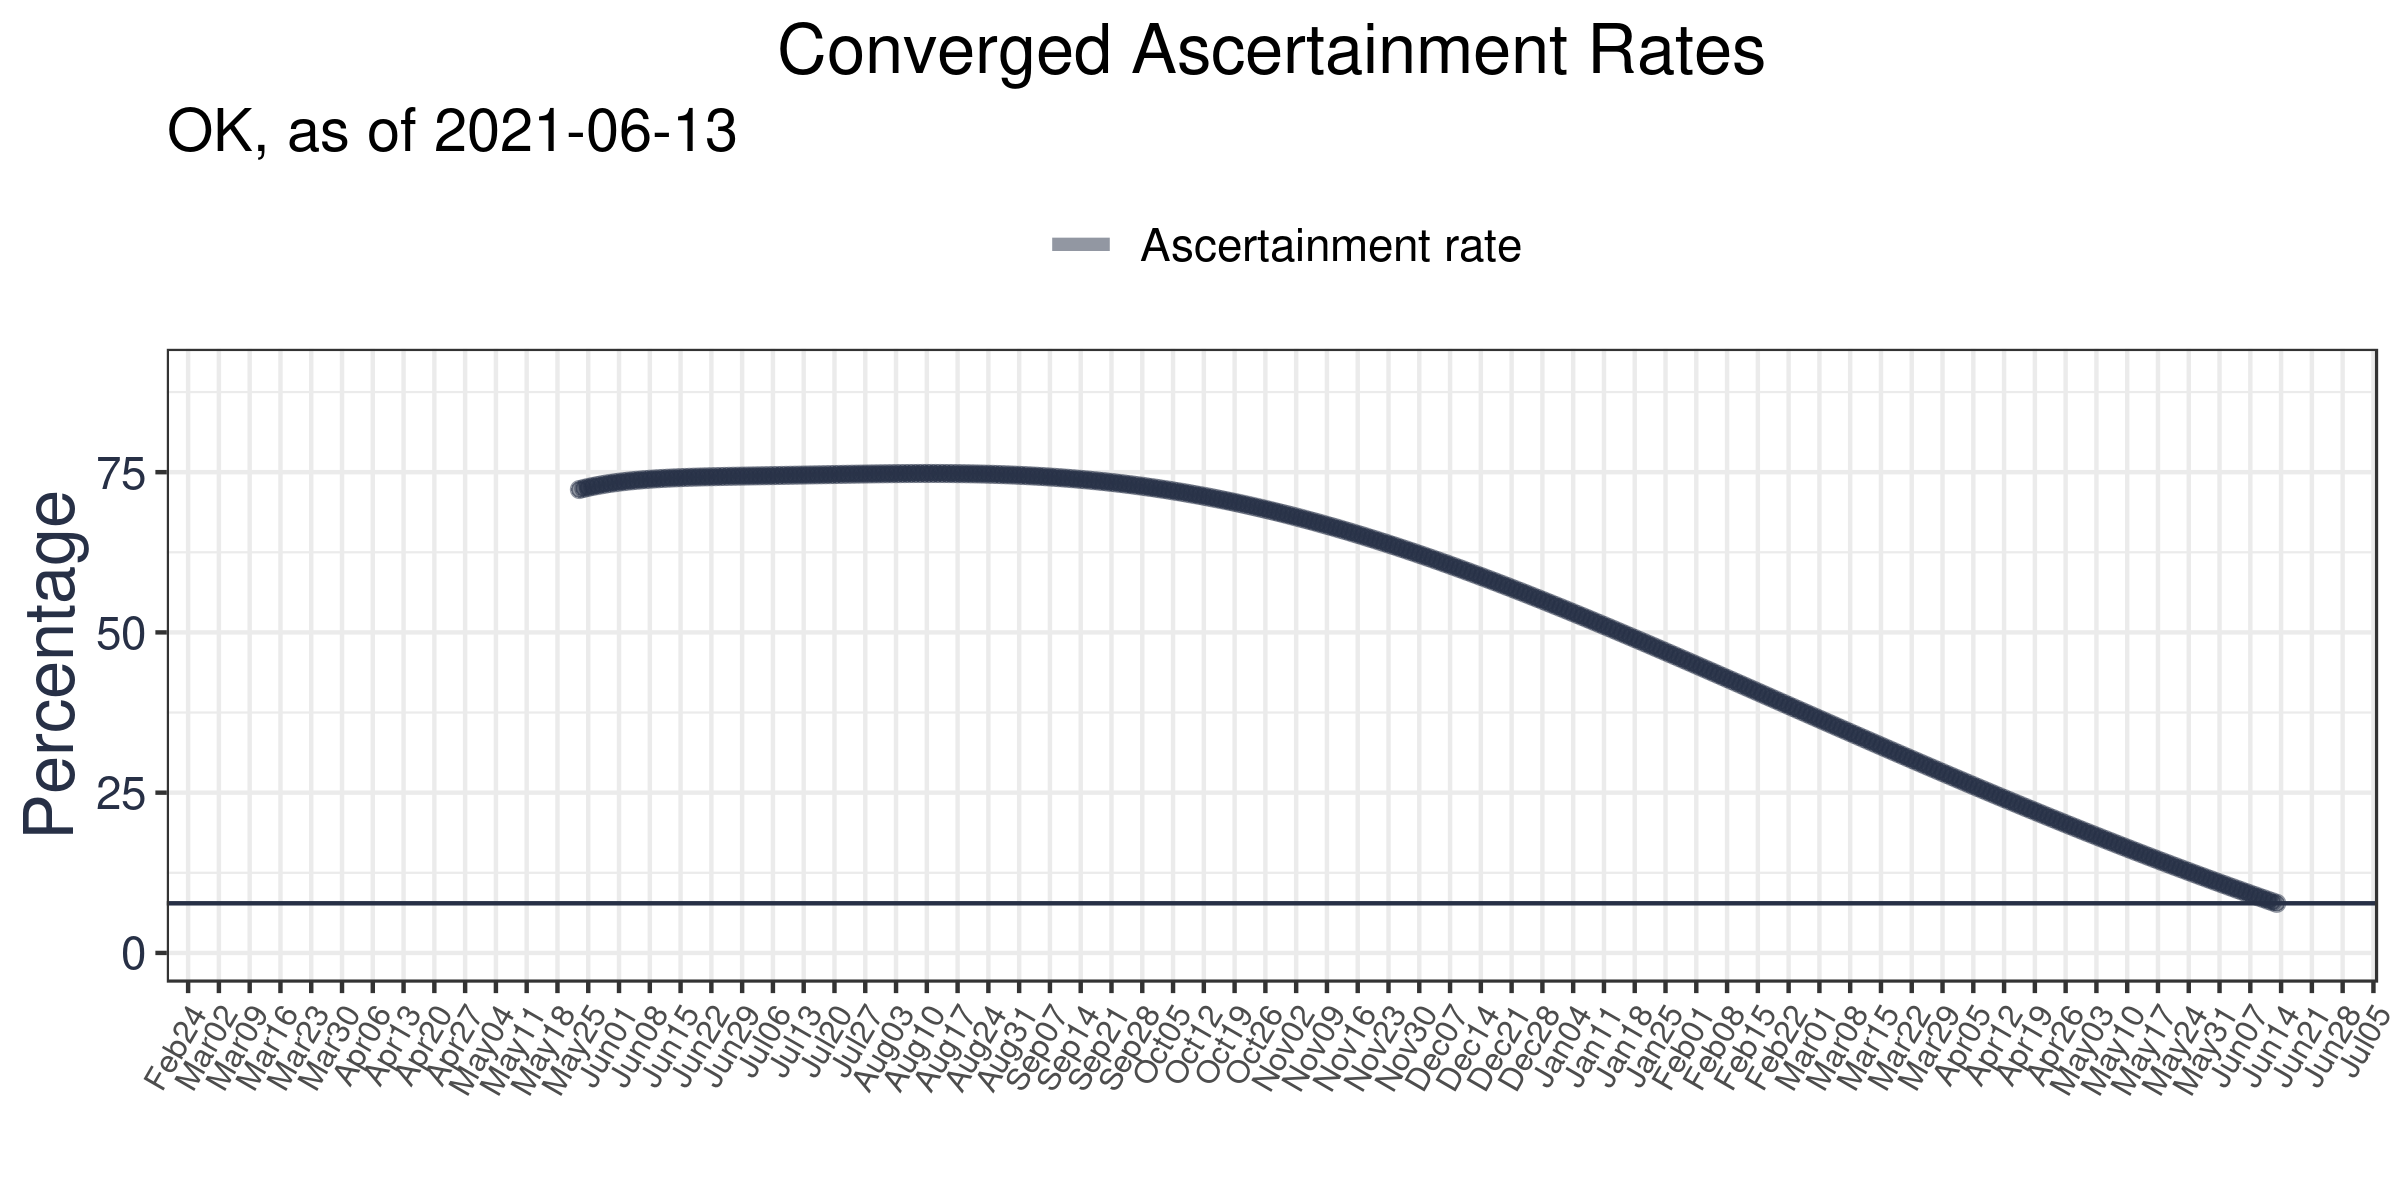 Converged Ascertainment Rates
OK, as of 2021-06-13
Ascertainment rate
Percentage
75
50
25
0
Feb24 Mar02 Mar09 Mar16 Mar23 Mar30 Apr06 Apr13 Apr20 Apr27 May04 May11 May18 May25 Jun01 Jun08 Jun15 Jun22 Jun29 Jul06 Jul13 Jul20 Jul27 Aug03 Aug10 Aug17 Aug24 Aug31 Sep07 Sep14 Sep21 Sep28 Oct05 Oct12 Oct19 Oct26 Nov02 Nov09 Nov16 Nov23 Nov30 Dec07 Dec14 Dec21 Dec28 Jan04 Jan11 Jan18 Jan25 Feb01 Feb08 Feb15 Feb22 Mar01 Mar08 Mar15 Mar22 Mar29 Apr05 Apr12 Apr19 Apr26 May03 May10 May17 May24 May31 Jun07 Jun14 Jun21 Jun28 Jul05